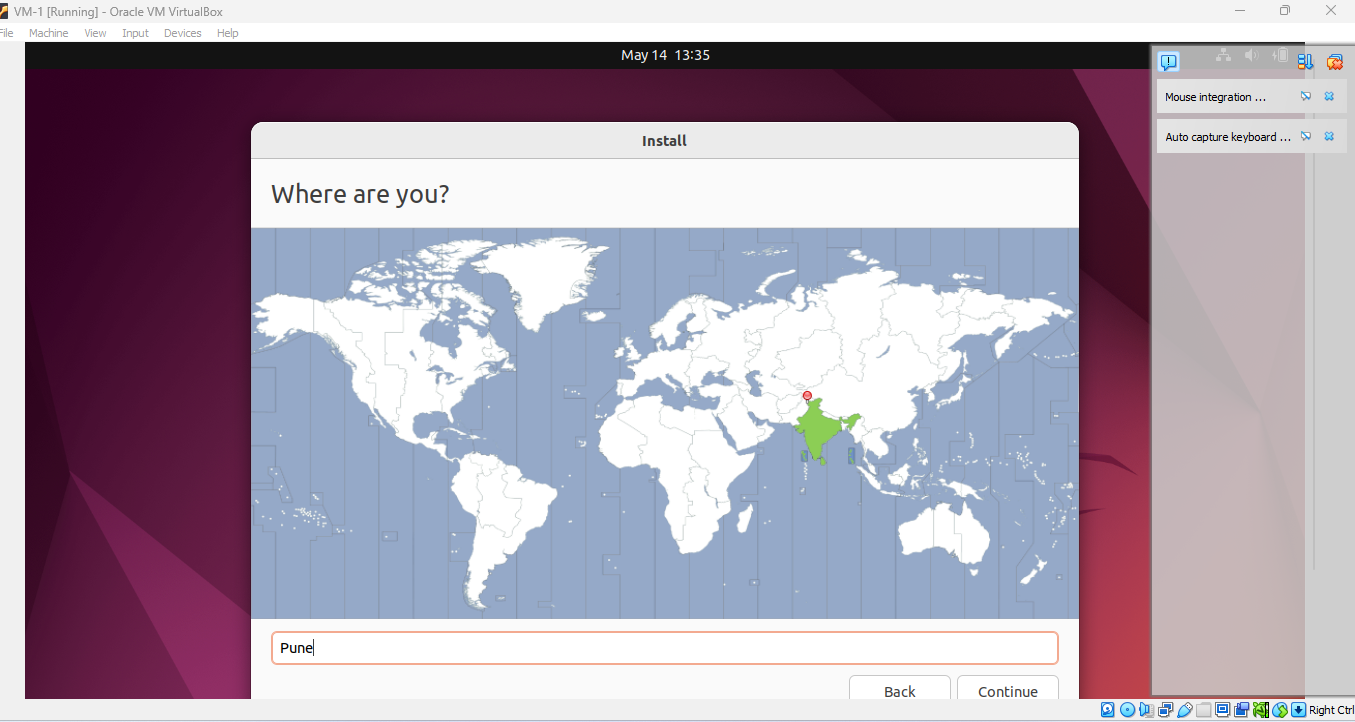 VM-1 [Running] - Oracle VM VirtualBox
File Machine View Input Devices Help
May 14 13:35
Mouse integration ...
Auto capture keyboard ...
Install
Where are you?
Pune
Back Continue
Right Ctrl